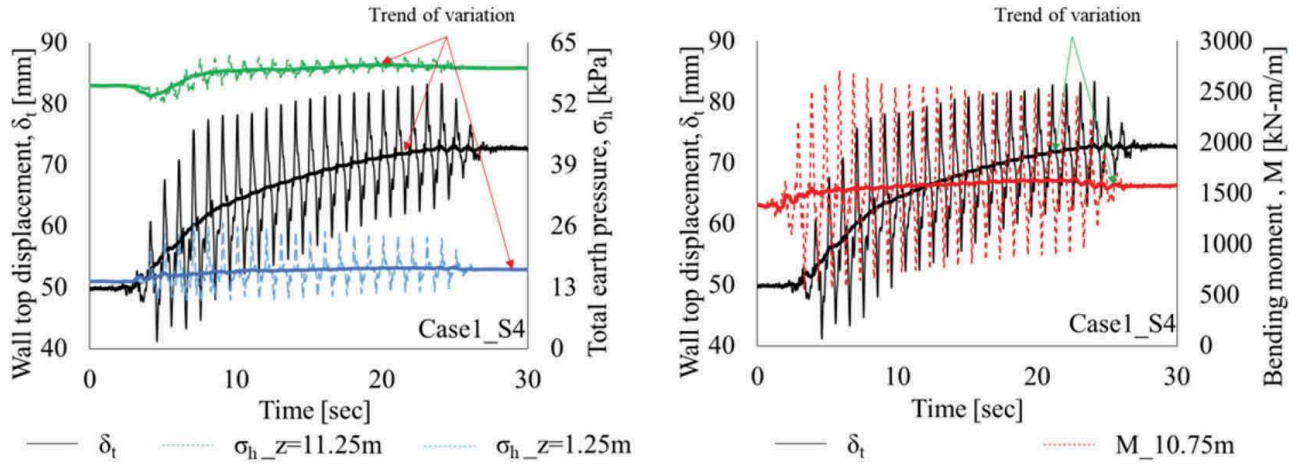 Trend of variation
90
80
70
60
50
40
65
52
39
26
13
0
Wall top displacement, δt [mm]
Total earth pressure, σh [kPa]
Case1_S4
0 10 20 30
Time [sec]
δt σh_z=11.25m σh_z=1.25m
Trend of variation
90
80
70
60
50
40
3000
2500
2000
1500
1000
500
0
Wall top displacement, δt [mm]
Bending moment , M [kN-m/m]
Case1_S4
0 10 20 30
Time [sec]
δt M_10.75m